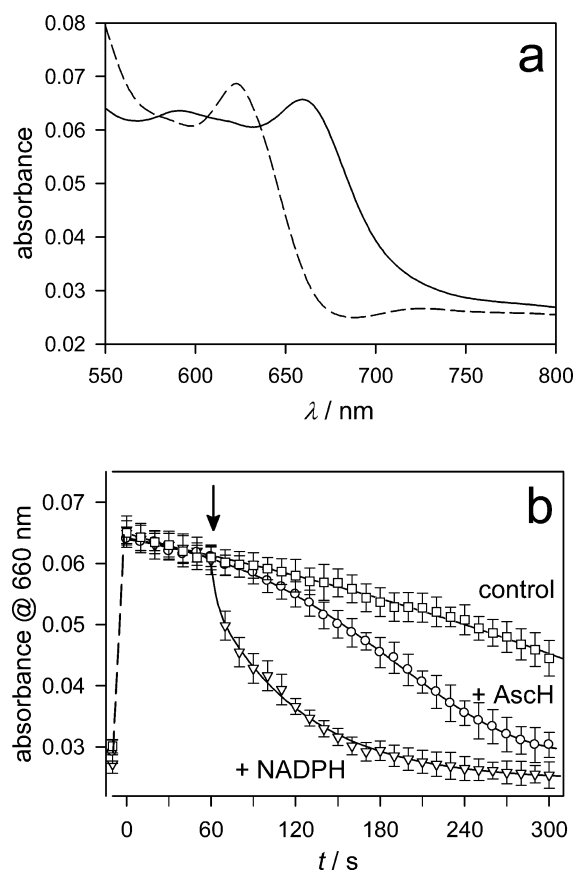 a
0.08
0.07
0.06
0.05
0.04
0.03
0.02
absorbance
550 600 650 700 750 800
λ / nm
b
0.07
0.06
0.05
0.04
0.03
absorbance @ 660 nm
control
+ AscH
+ NADPH
0 60 120 180 240 300
t / s